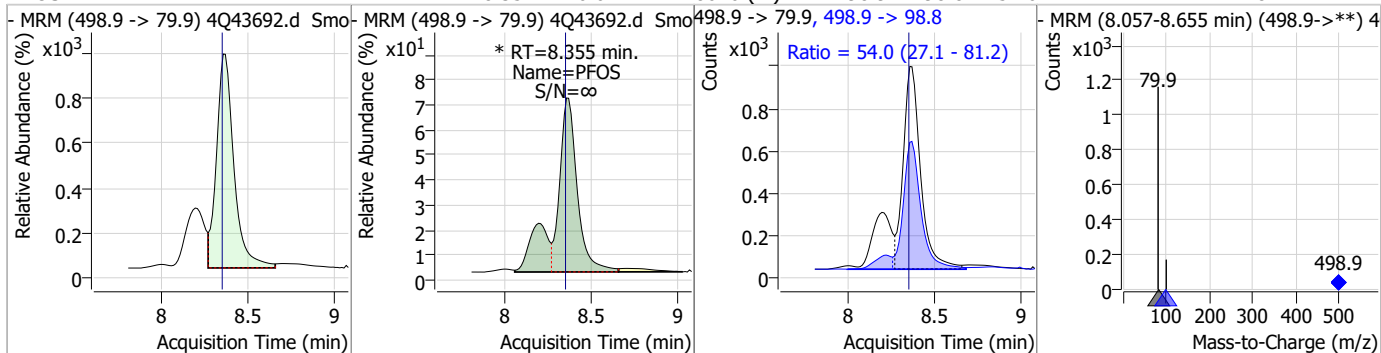 - MRM (498.9 -> 79.9) 4Q43692.d Smo
Relative Abundance (%)
x10³
0.8
0.6
0.4
0.2
0
8
8.5
9
Acquisition Time (min)
- MRM (498.9 -> 79.9) 4Q43692.d Smo
Relative Abundance (%)
x10¹
* RT=8.355 min.
Name=PFOS
S/N=∞
8
7
6
5
4
3
2
1
0
8
8.5
9
Acquisition Time (min)
498.9 -> 79.9, 498.9 -> 98.8
Counts
x10³
Ratio = 54.0 (27.1 - 81.2)
0.8
0.6
0.4
0.2
0
8
8.5
9
Acquisition Time (min)
- MRM (8.057-8.655 min) (498.9->**) 4
Counts
x10³
79.9
1.2
1
0.8
0.6
0.4
0.2
0
498.9
100
200
300
400
500
Mass-to-Charge (m/z)